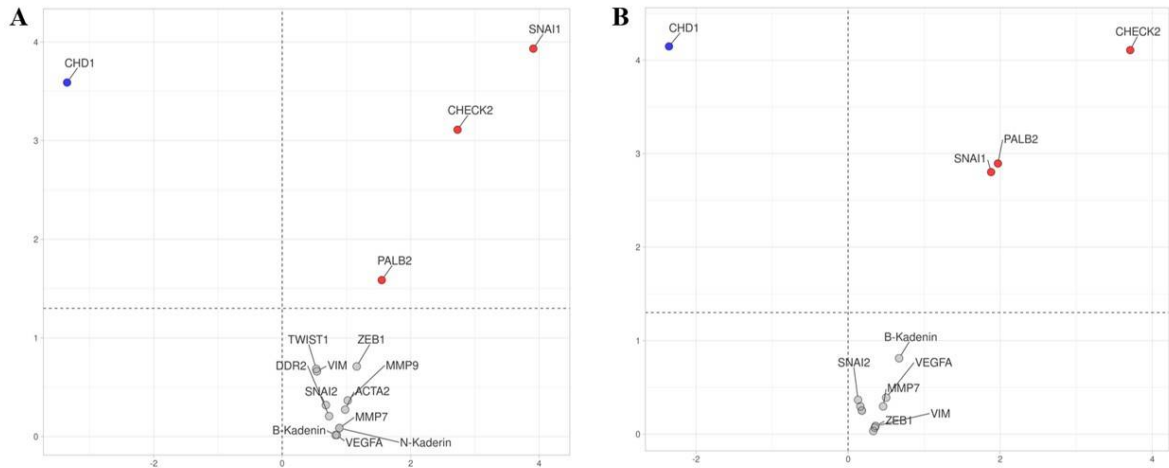 A
SNAI1
CHD1
CHECK2
PALB2
TWIST1
ZEB1
DDR2
VIM
MMP9
SNAI2
ACTA2
MMP7
B-Kadenin
VEGFA
N-Kaderin
4
3
2
1
0
-2
0
2
4
B
CHD1
CHECK2
PALB2
SNAI1
B-Kadenin
SNAI2
VEGFA
MMP7
ZEB1
VIM
4
3
2
1
0
-2
0
2
4